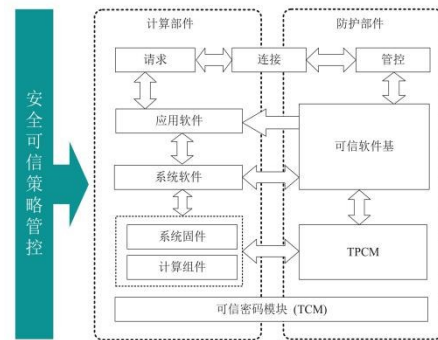 安全可信策略管控
计算部件
防护部件
请求
连接
管控
应用软件
可信软件基
系统软件
系统固件
计算组件
TPCM
可信密码模块 (TCM)